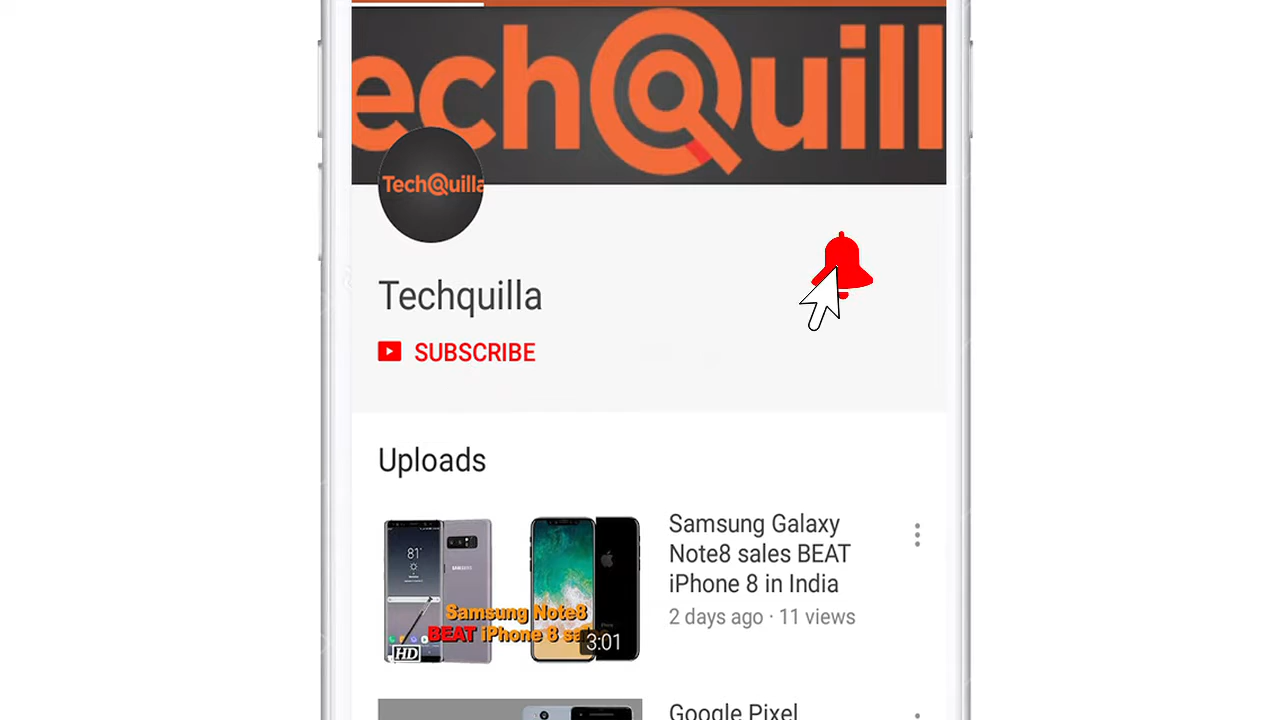 echQuill
TechQuilla
Techquilla
SUBSCRIBE
Uploads
Samsung Galaxy
Note8 sales BEAT
iPhone 8 in India
2 days ago · 11 views
81°
SAMSUNG
Samsung Note8
BEAT iPhone 8 sa
3:01
HD
Google Pixel